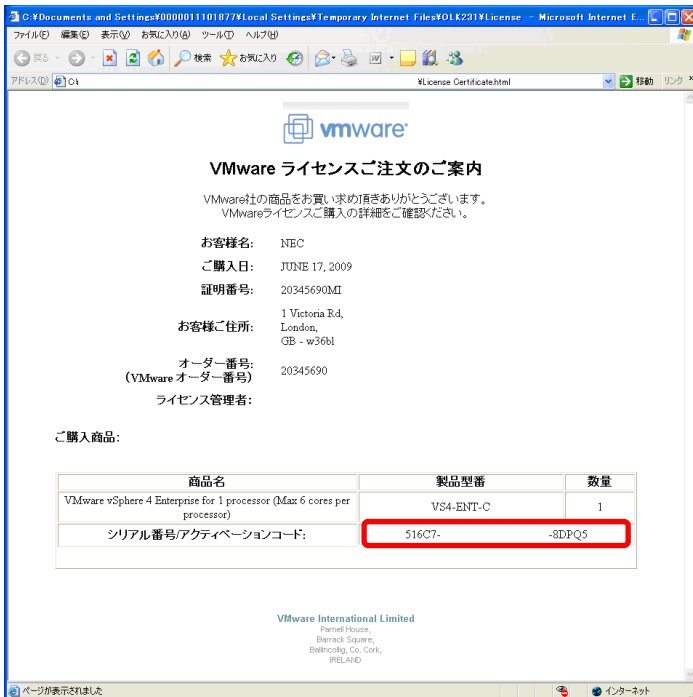 C:¥Documents and Settings¥0000011101877¥Local Settings¥Temporary Internet Files¥OLK231¥License - Microsoft Internet E...
ファイル(F) 編集(E) 表示(V) お気に入り(A) ツール(T) ヘルプ(H)
戻る 検索 お気に入り
アドレス(D) C:¥ ¥License Certificate.html 移動 リンク »
vmware
VMware ライセンスご注文のご案内
VMware社の商品をお買い求め頂きありがとうございます。
VMwareライセンスご購入の詳細をご確認ください。
お客様名: NEC
ご購入日: JUNE 17, 2009
証明番号: 20345690MI
お客様ご住所: 1 Victoria Rd,
London,
GB - w36bl
オーダー番号:
(VMware オーダー番号) 20345690
ライセンス管理者:
ご購入商品:
商品名 製品型番 数量
VMware vSphere 4 Enterprise for 1 processor (Max 6 cores per
processor) VS4-ENT-C 1
シリアル番号/アクティベーションコード: 516C7- -8DPQ5
VMware International Limited
Parnell House,
Barrack Square,
Ballincollig, Co. Cork,
IRELAND
ページが表示されました インターネット